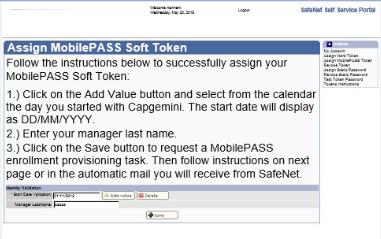 Welcome
Wednesday, May 20, 2015
Logout
SafeNet Self Service Portal
Assign MobilePASS Soft Token
Follow the instructions below to successfully assign your
MobilePASS Soft Token:
1.) Click on the Add Value button and select from the calendar
the day you started with Capgemini. The start date will display
as DD/MM/YYYY.
2.) Enter your manager last name.
3.) Click on the Save button to request a MobilePASS
enrollment provisioning task. Then follow instructions on next
page or in the automatic mail you will receive from SafeNet.
Identity Validation
*Start Date Validation:
Add Value
Delete
Manager LastName:
Save
Actions
My Account
Assign Hard Token
Assign MobilePASS Token
Revoke Token
Assign Static Password
Revoke Static Password
Test Token Password
Tokens Instructions